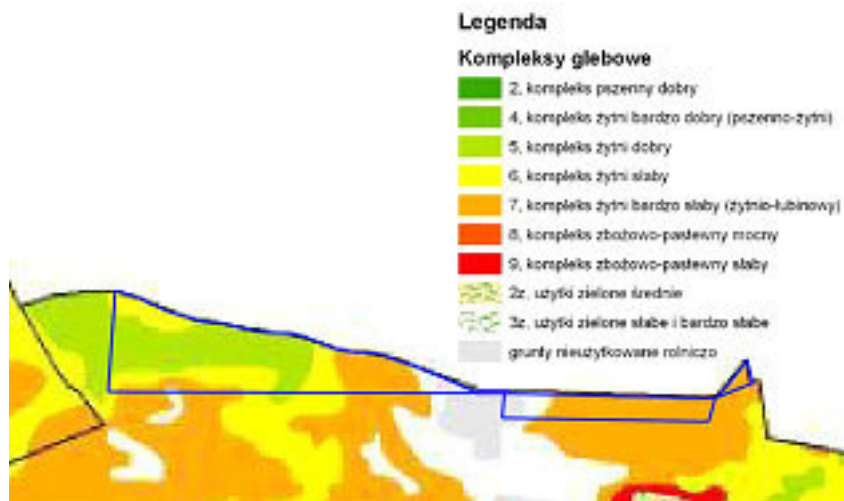 Legenda
Kompleksy glebowe
2, kompleks pszenny dobry
4, kompleks żytni bardzo dobry (pszenno-żytni)
5, kompleks żytni dobry
6, kompleks żytni słaby
7, kompleks żytni bardzo słaby (żytnio-łubinowy)
8, kompleks zbożowo-pastewny mocny
9, kompleks zbożowo-pastewny słaby
2z, użytki zielone średnie
3z, użytki zielone słabe i bardzo słabe
grunty nieużytkowane rolniczo